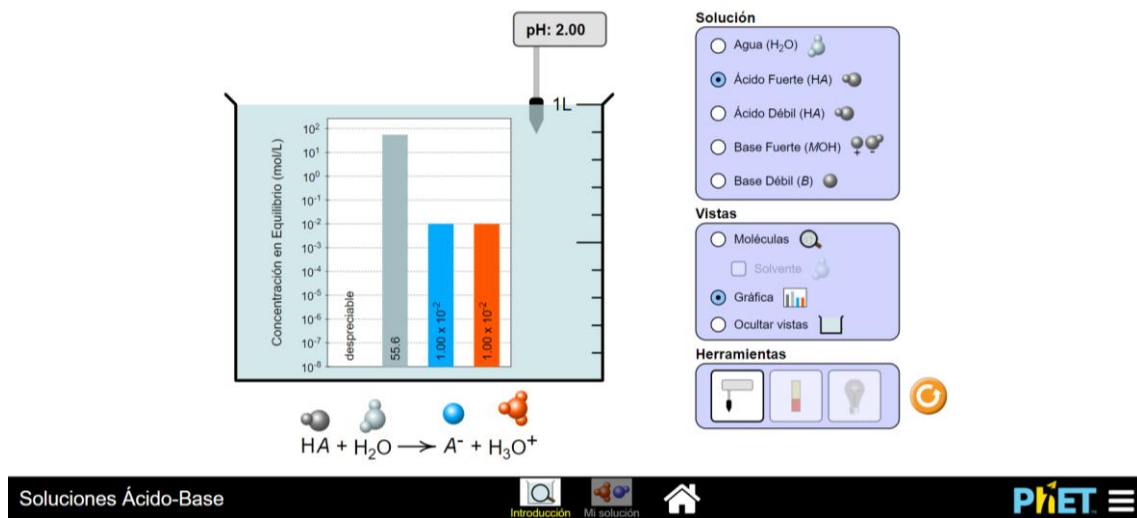 pH: 2.00
1L
Concentración en Equilibrio (mol/L)
10²
10¹
10⁰
10⁻¹
10⁻²
10⁻³
10⁻⁴
10⁻⁵
10⁻⁶
10⁻⁷
10⁻⁸
despreciable
55.6
1.00 x 10⁻²
1.00 x 10⁻²
HA + H₂O → A⁻ + H₃O⁺
Solución
Agua (H₂O)
Ácido Fuerte (HA)
Ácido Débil (HA)
Base Fuerte (MOH)
Base Débil (B)
Vistas
Moléculas
Solvente
Gráfica
Ocultar vistas
Herramientas
Soluciones Ácido-Base
Introducción
Mi solución
PhET